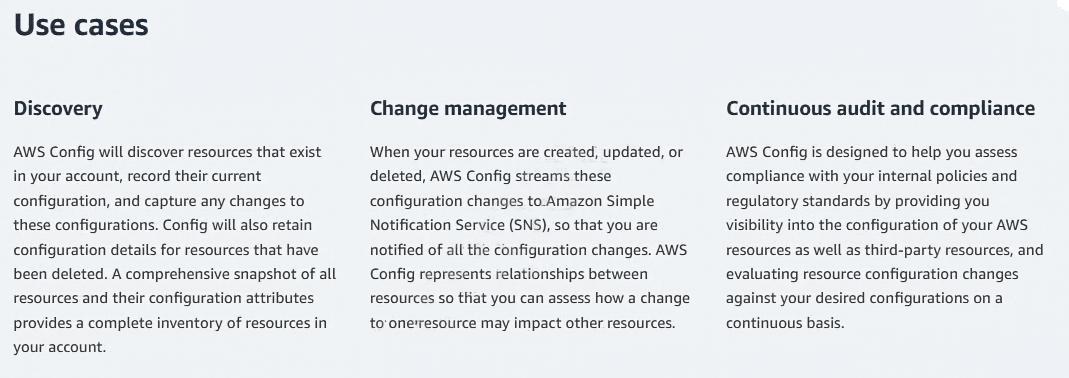 Use cases
Discovery
AWS Config will discover resources that exist
in your account, record their current
configuration, and capture any changes to
these configurations. Config will also retain
configuration details for resources that have
been deleted. A comprehensive snapshot of all
resources and their configuration attributes
provides a complete inventory of resources in
your account.
Change management
When your resources are created, updated, or
deleted, AWS Config streams these
configuration changes to Amazon Simple
Notification Service (SNS), so that you are
notified of all the configuration changes. AWS
Config represents relationships between
resources so that you can assess how a change
to one resource may impact other resources.
Continuous audit and compliance
AWS Config is designed to help you assess
compliance with your internal policies and
regulatory standards by providing you
visibility into the configuration of your AWS
resources as well as third-party resources, and
evaluating resource configuration changes
against your desired configurations on a
continuous basis.